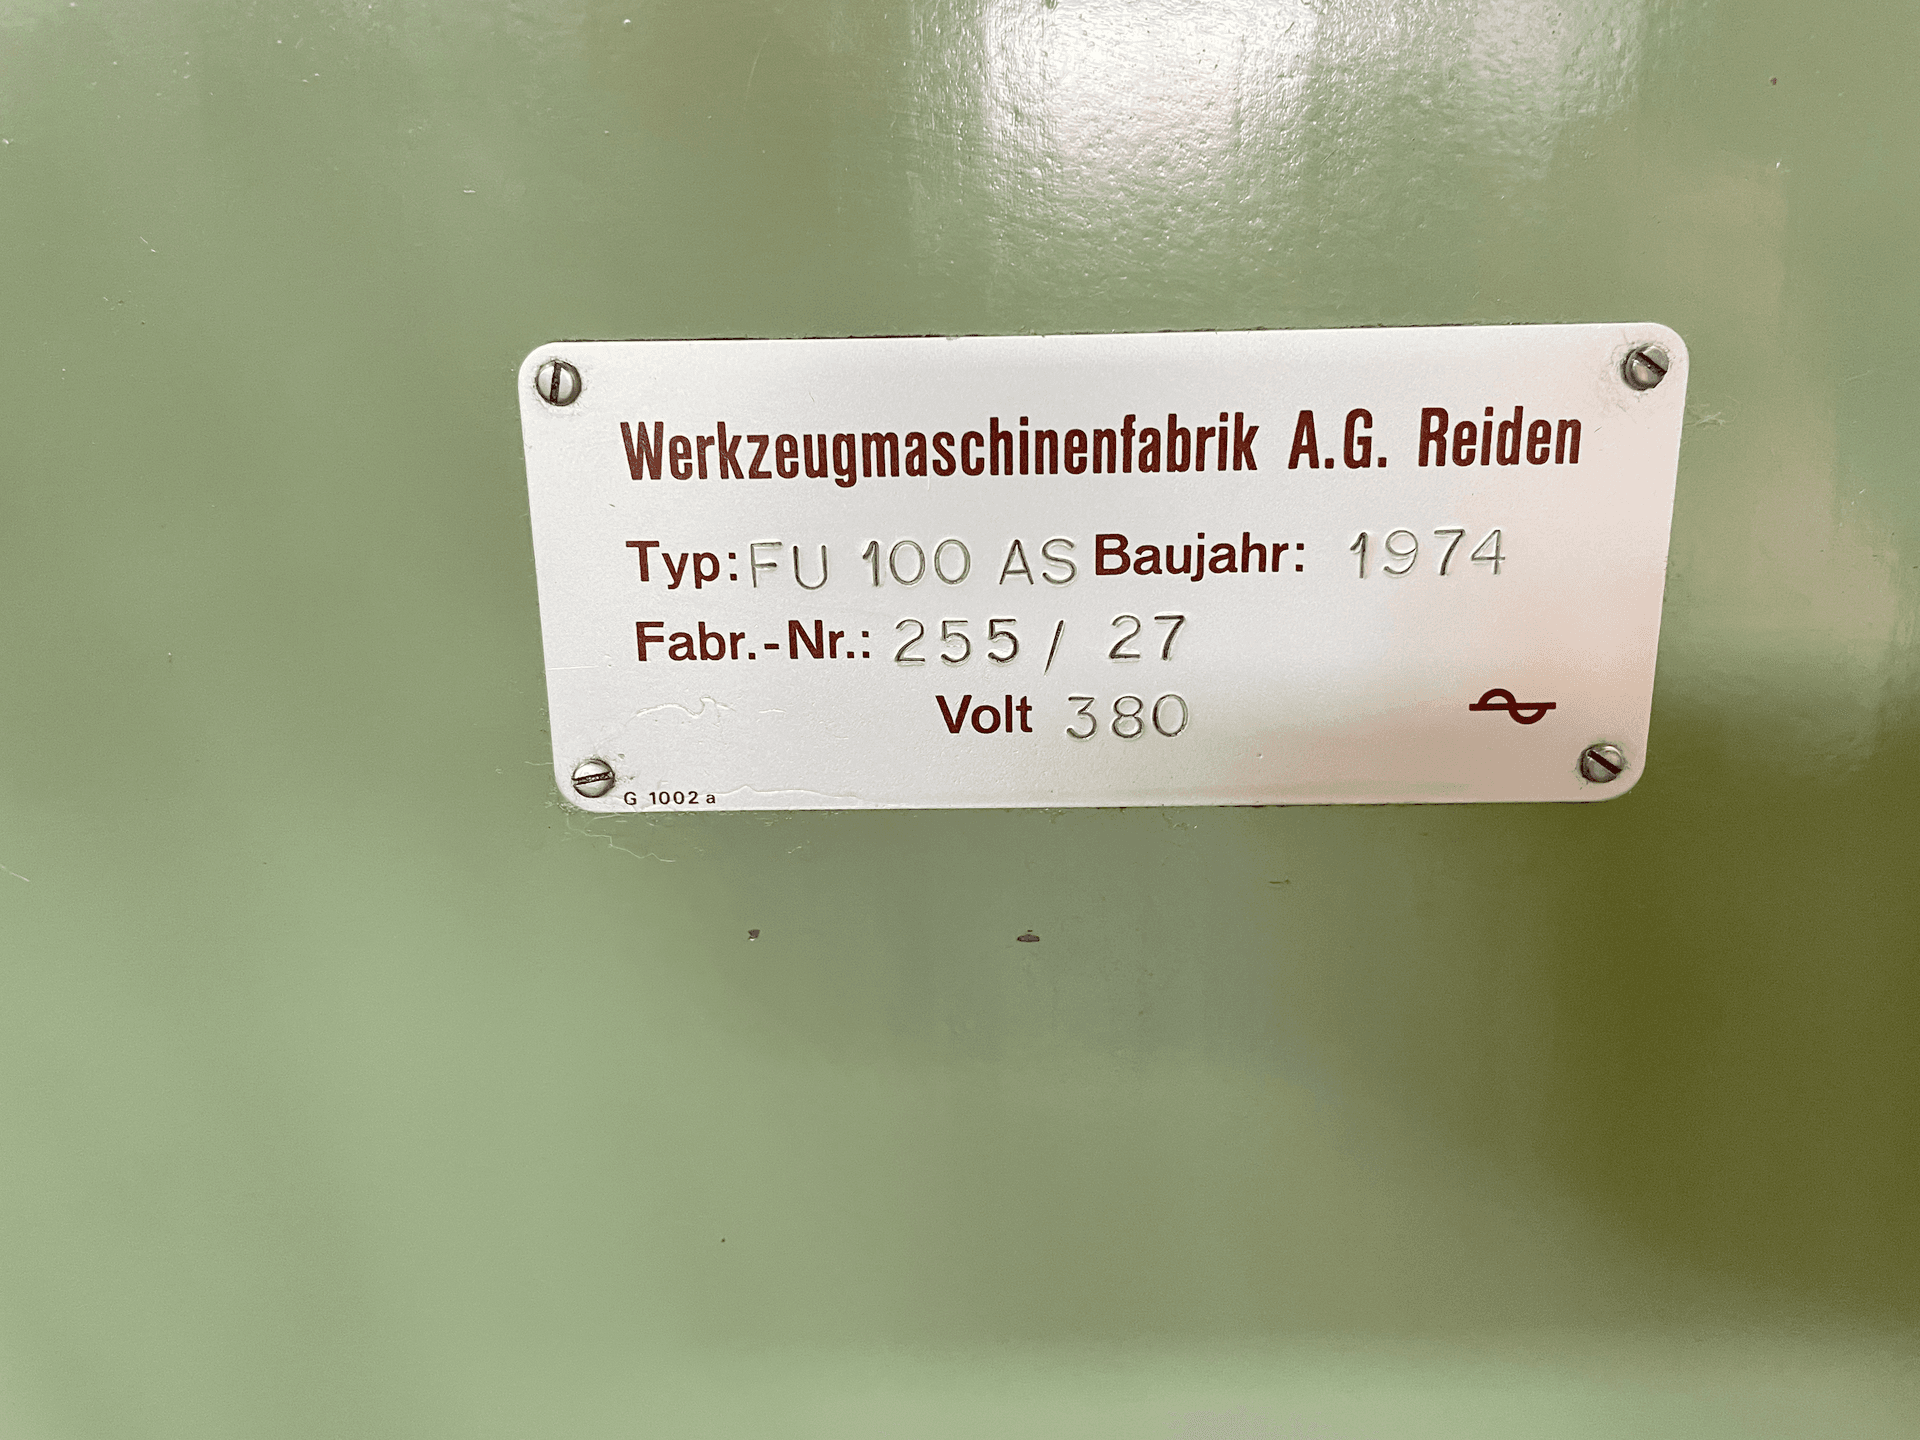 Werkzeugmaschinenfabrik A.G. Reiden
Typ: FU 100 AS Baujahr: 1974
Fabr.-Nr.: 255 / 27
Volt 380
G 1002 a